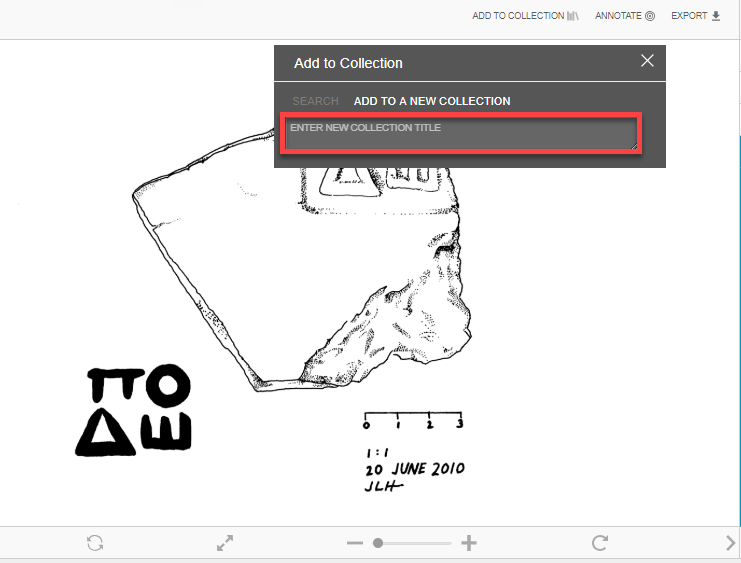 ADD TO COLLECTION ANNOTATE EXPORT
Add to Collection
SEARCH ADD TO A NEW COLLECTION
ENTER NEW COLLECTION TITLE
ΠΟ
ΔΕ
0 1 2 3
1:1
20 JUNE 2010
JLH